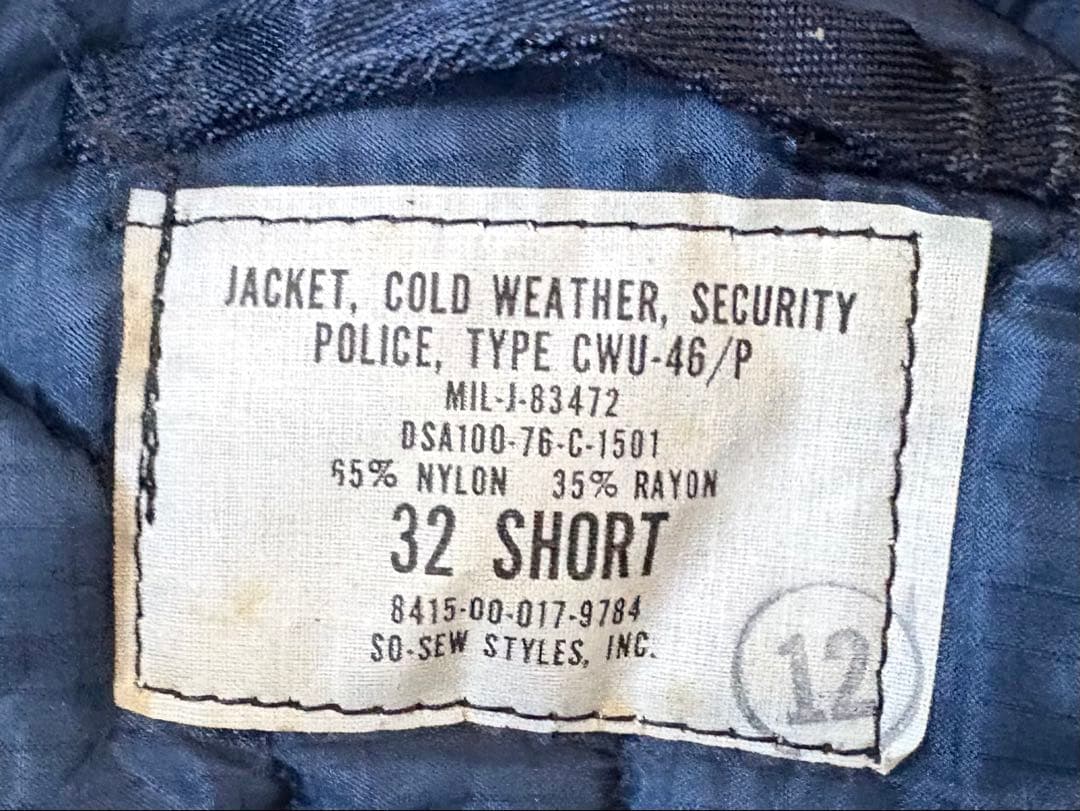 JACKET, COLD WEATHER, SECURITY
POLICE, TYPE CWU-46/P
MIL-J-83472
DSA100-76-C-1501
65% NYLON 35% RAYON
32 SHORT
8415-00-017-9784
SO-SEW STYLES, INC.
12